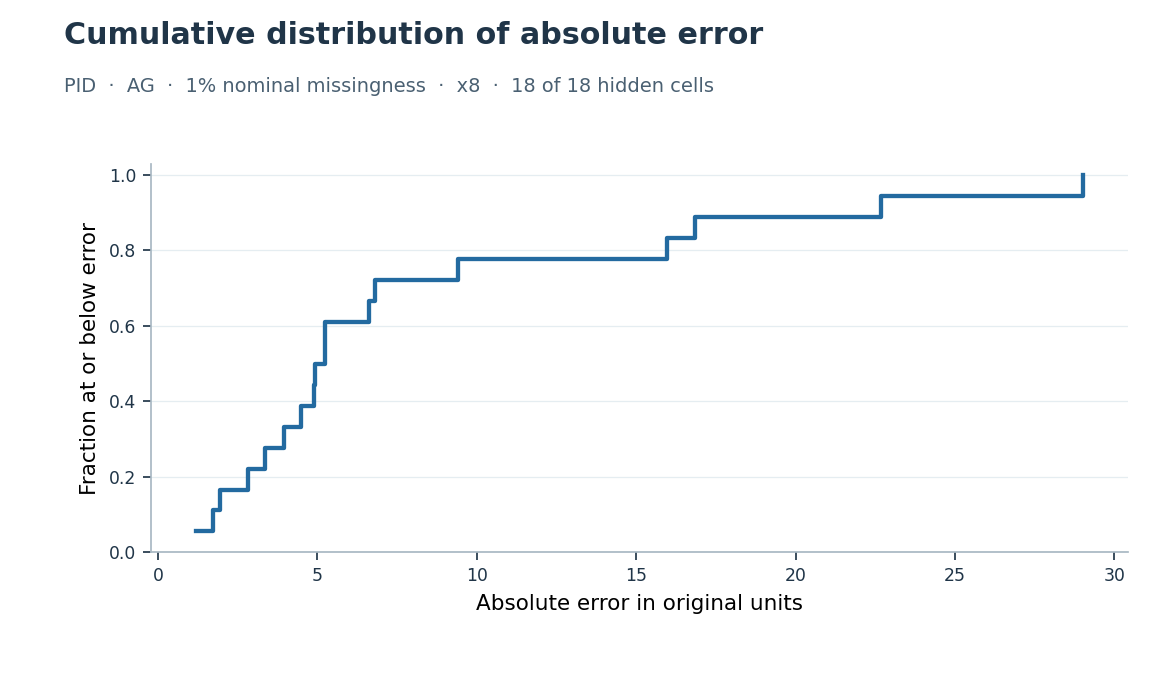 Cumulative distribution of absolute error
PID · AG · 1% nominal missingness · x8 · 18 of 18 hidden cells
Fraction at or below error
1.0
0.8
0.6
0.4
0.2
0.0
0 5 10 15 20 25 30
Absolute error in original units